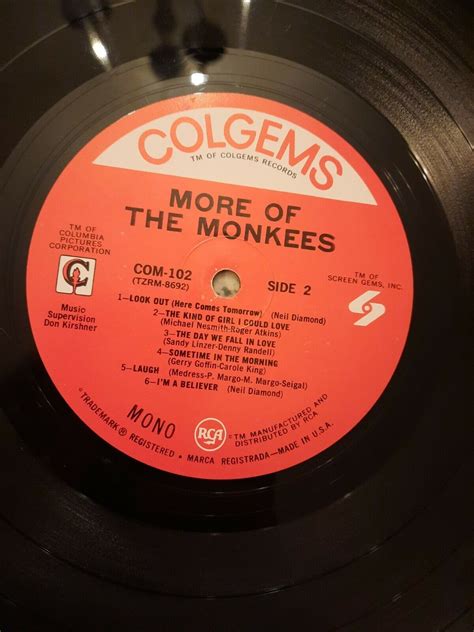 COLGEMS
TM OF COLGEMS RECORDS
MORE OF
THE MONKEES
TM OF
COLUMBIA
PICTURES
CORPORATION
C
Music
Supervision
Don Kirshner
COM-102
(TZRM-8692)
SIDE 2
TM OF
SCREEN GEMS, INC.
1—LOOK OUT (Here Comes Tomorrow) (Neil Diamond)
2—THE KIND OF GIRL I COULD LOVE
(Michael Nesmith-Roger Atkins)
3—THE DAY WE FALL IN LOVE
(Sandy Linzer-Denny Randell)
4—SOMETIME IN THE MORNING
(Gerry Goffin-Carole King)
5—LAUGH (Medress-P. Margo-M. Margo-Seigal)
6—I'M A BELIEVER (Neil Diamond)
MONO
RCA
®TM MANUFACTURED AND
DISTRIBUTED BY RCA
®TRADEMARK® REGISTERED • MARCA REGISTRADA—MADE IN U.S.A.